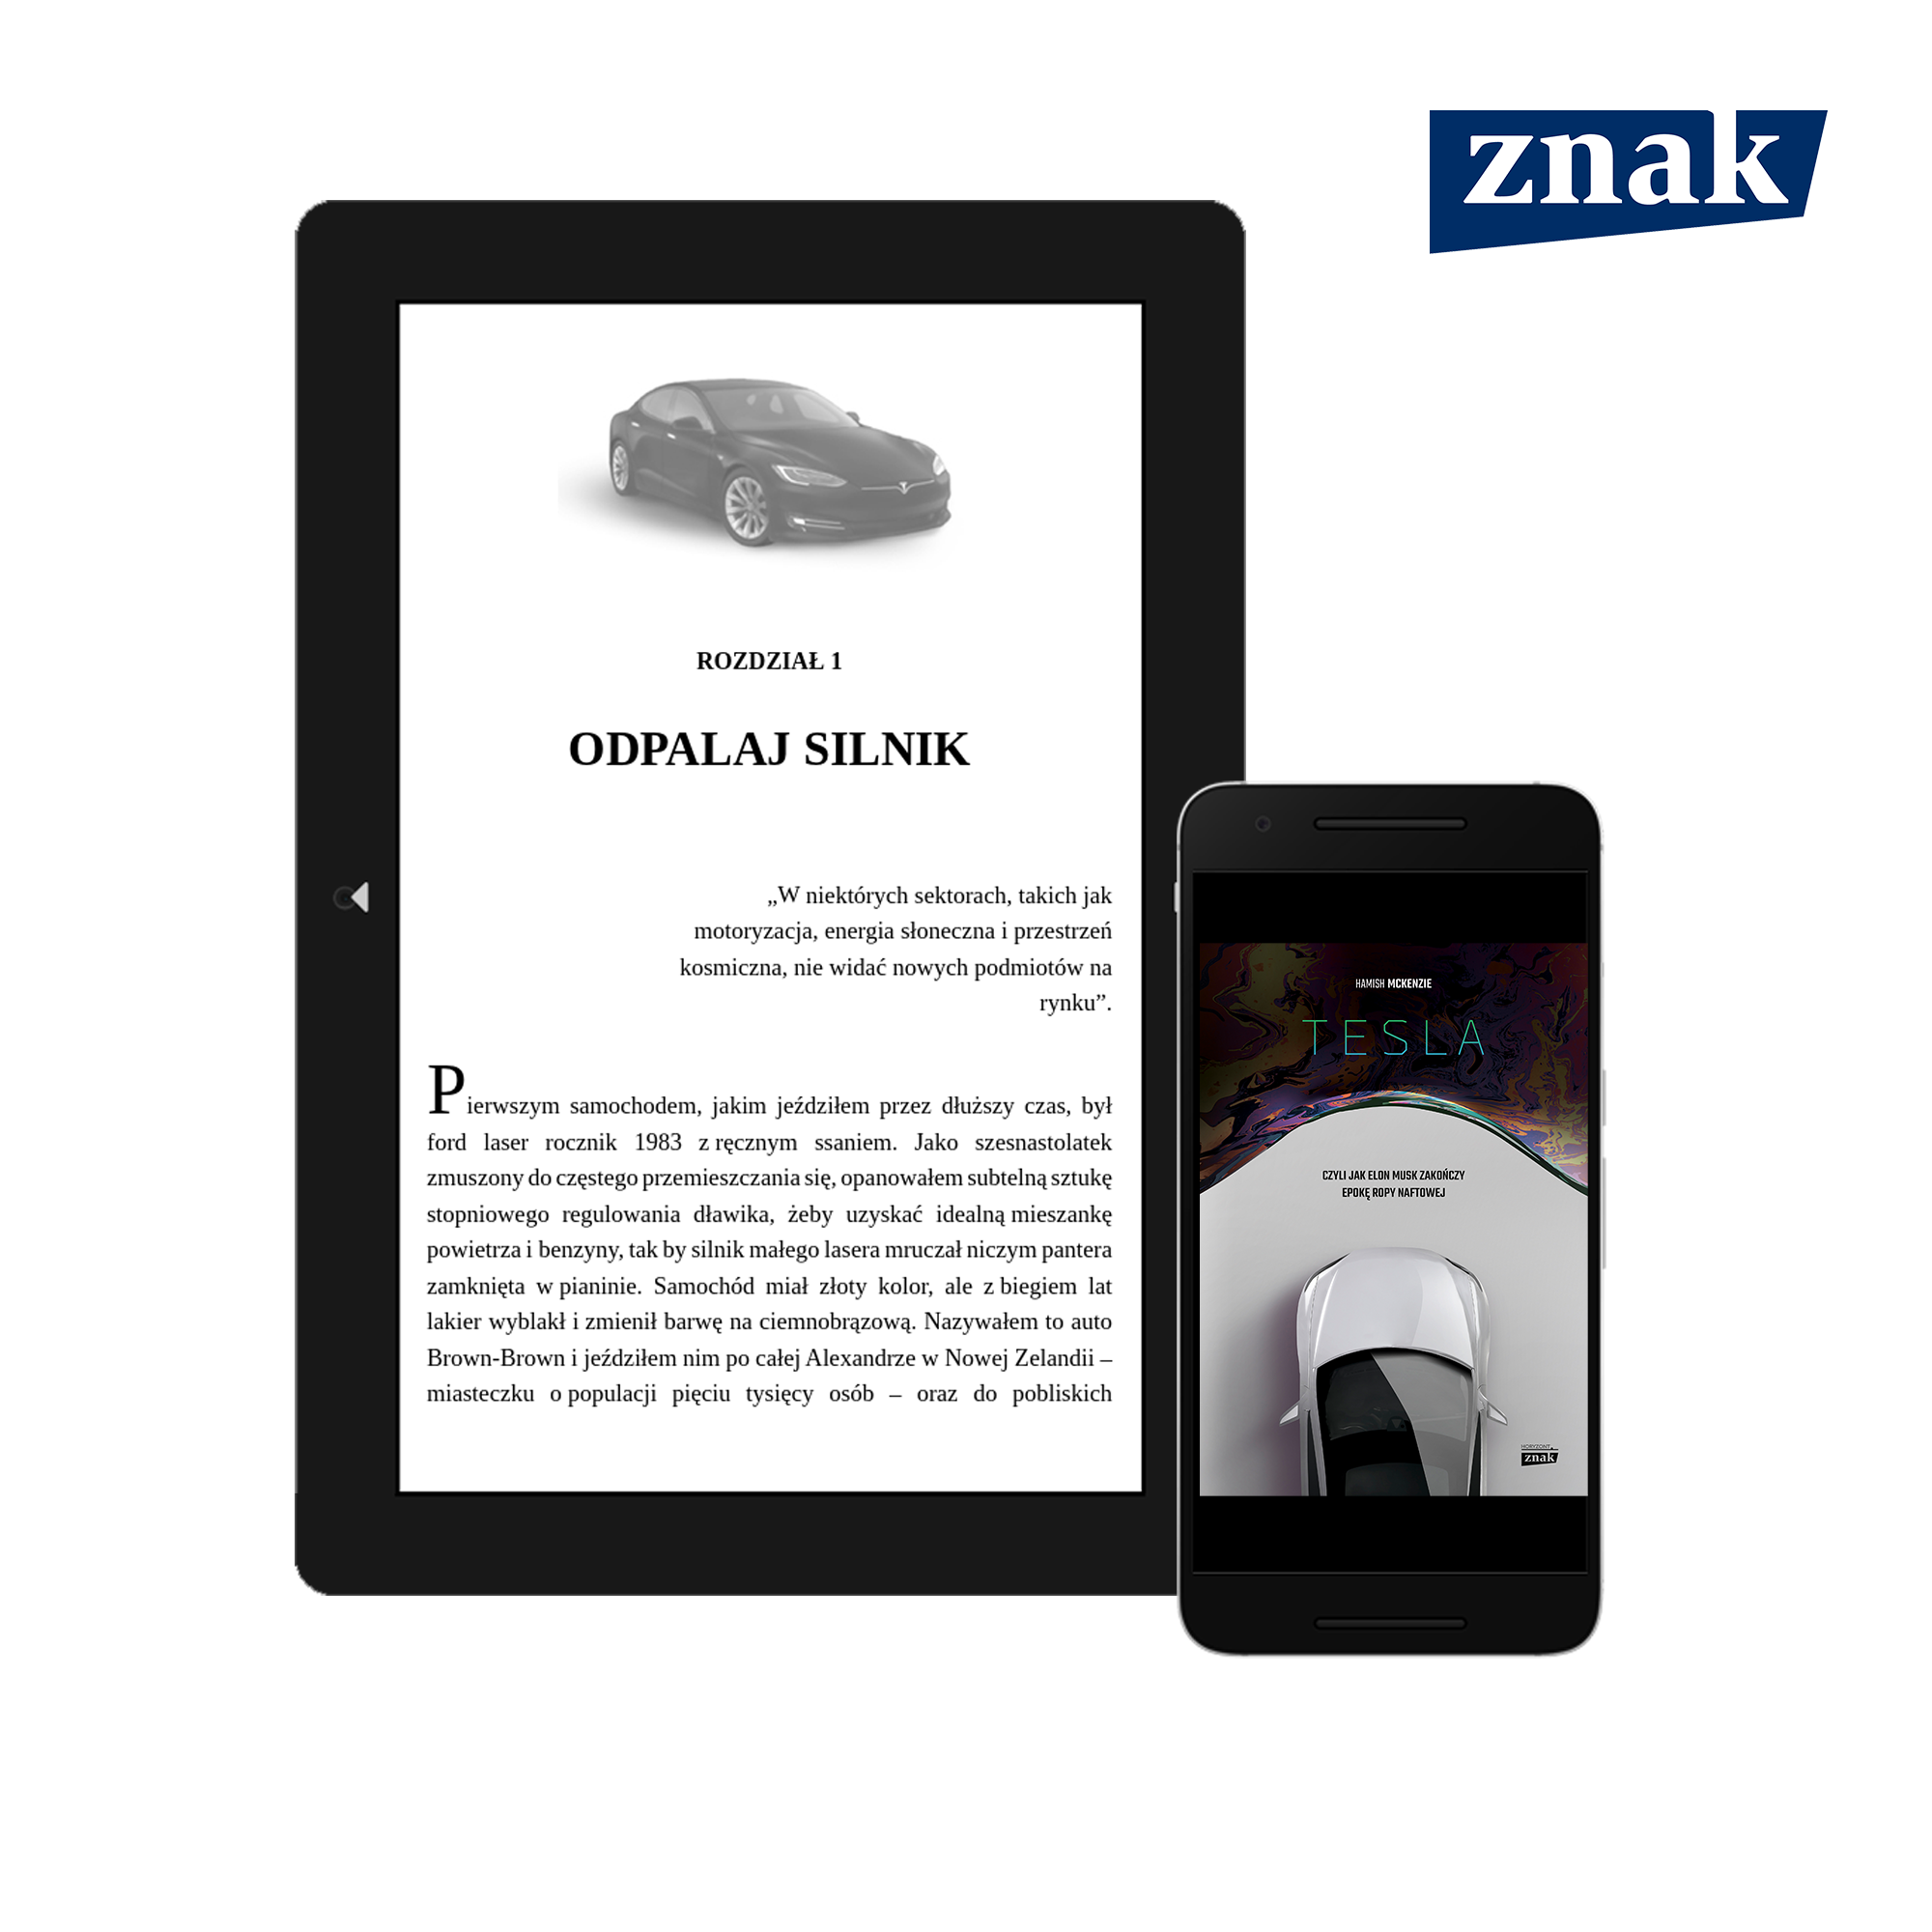 znak
ROZDZIAŁ 1
ODPALAJ SILNIK
„W niektórych sektorach, takich jak
motoryzacja, energia słoneczna i przestrzeń
kosmiczna, nie widać nowych podmiotów na
rynku”.
Pierwszym samochodem, jakim jeździłem przez dłuższy czas, był
ford laser rocznik 1983 z ręcznym ssaniem. Jako szesnastolatek
zmuszony do częstego przemieszczania się, opanowałem subtelną sztukę
stopniowego regulowania dławika, żeby uzyskać idealną mieszankę
powietrza i benzyny, tak by silnik małego lasera mruczał niczym pantera
zamknięta w pianinie. Samochód miał złoty kolor, ale z biegiem lat
lakier wyblakł i zmienił barwę na ciemnobrązową. Nazywałem to auto
Brown-Brown i jeździłem nim po całej Alexandrze w Nowej Zelandii –
miasteczku o populacji pięciu tysięcy osób – oraz do pobliskich
HAMISH MCKENZIE
TESLA
CZYLI JAK ELON MUSK ZAKOŃCZY
EPOKĘ ROPY NAFTOWEJ
HORYZONT
znak